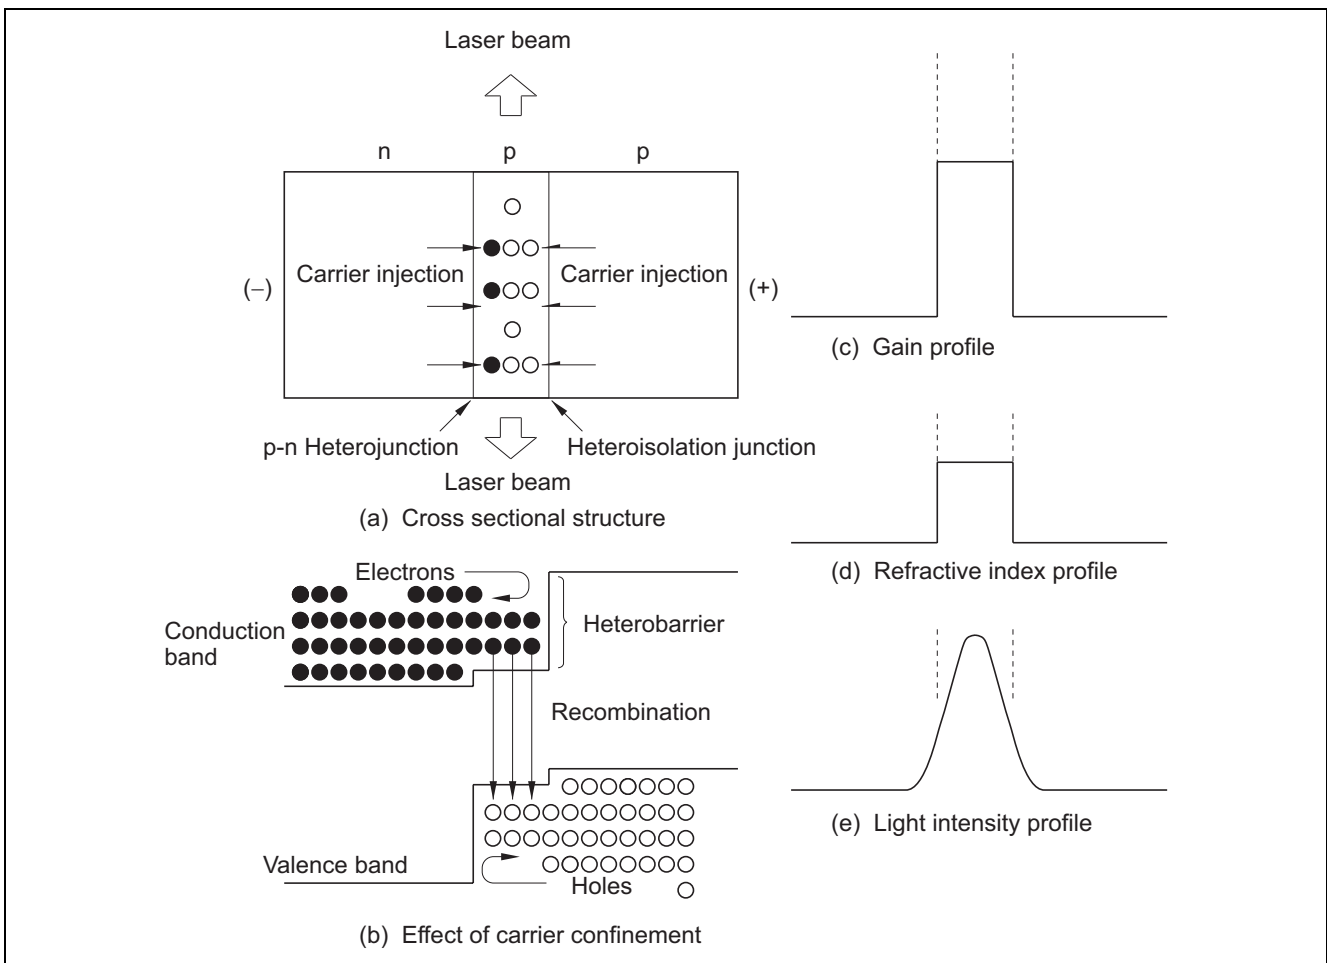 Laser beam
n
p
p
Carrier injection
Carrier injection
(–)
(+)
p-n Heterojunction
Heteroisolation junction
Laser beam
(a) Cross sectional structure
Electrons
Conduction
band
Heterobarrier
Recombination
Valence band
Holes
(b) Effect of carrier confinement
(c) Gain profile
(d) Refractive index profile
(e) Light intensity profile